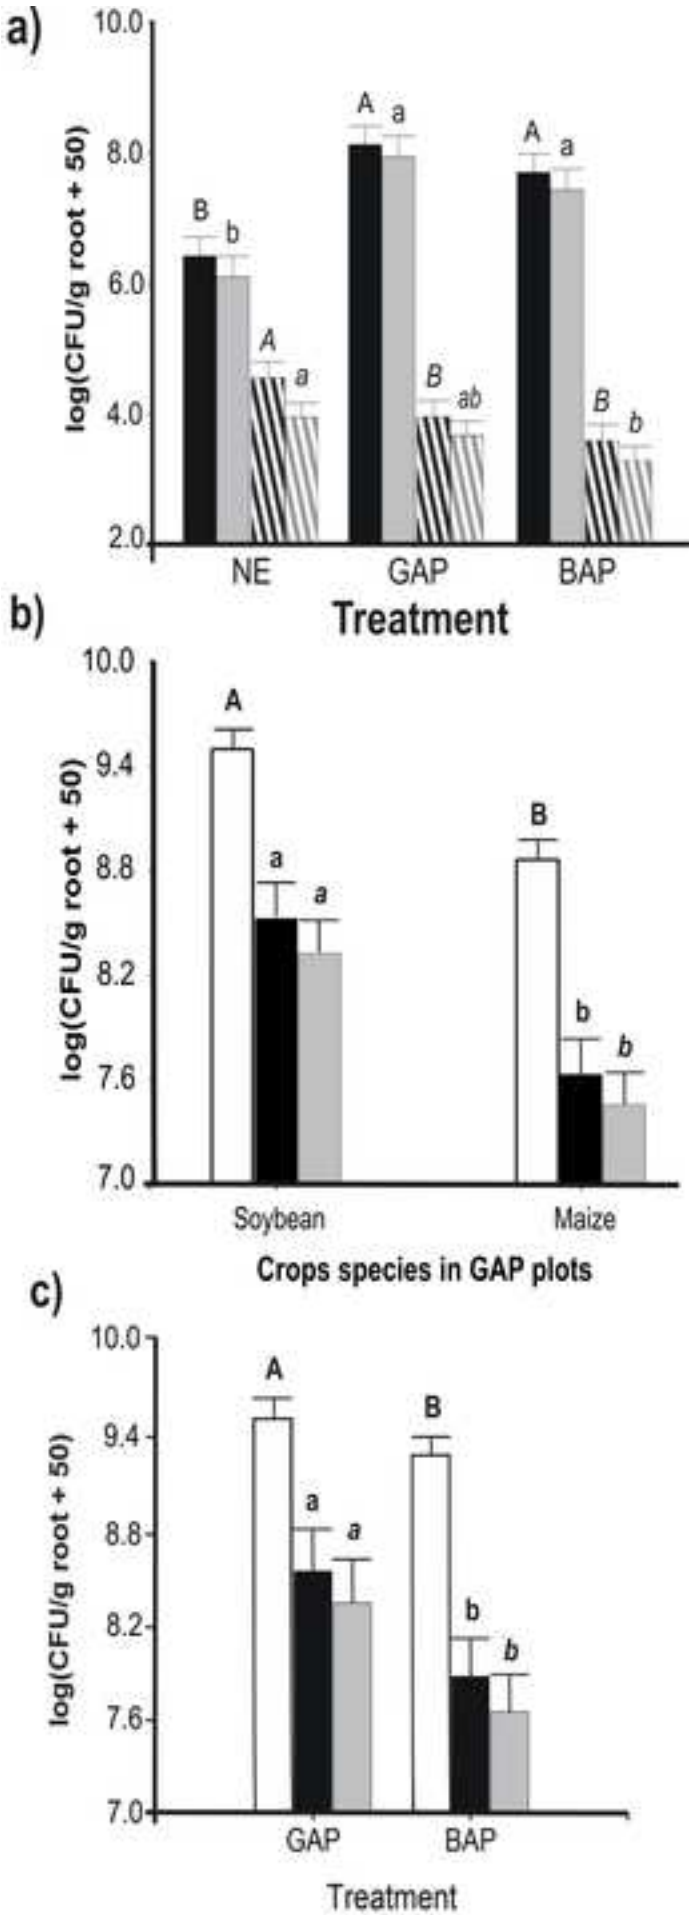 a)
10.0
8.0
6.0
4.0
2.0
log(CFU/g root + 50)
B b A a
A a B ab
A a B b
NE GAP BAP
Treatment
b)
10.0
9.4
8.8
8.2
7.6
7.0
log(CFU/g root + 50)
A a a
B b b
Soybean Maize
Crops species in GAP plots
c)
10.0
9.4
8.8
8.2
7.6
7.0
log(CFU/g root + 50)
A a a
B b b
GAP BAP
Treatment